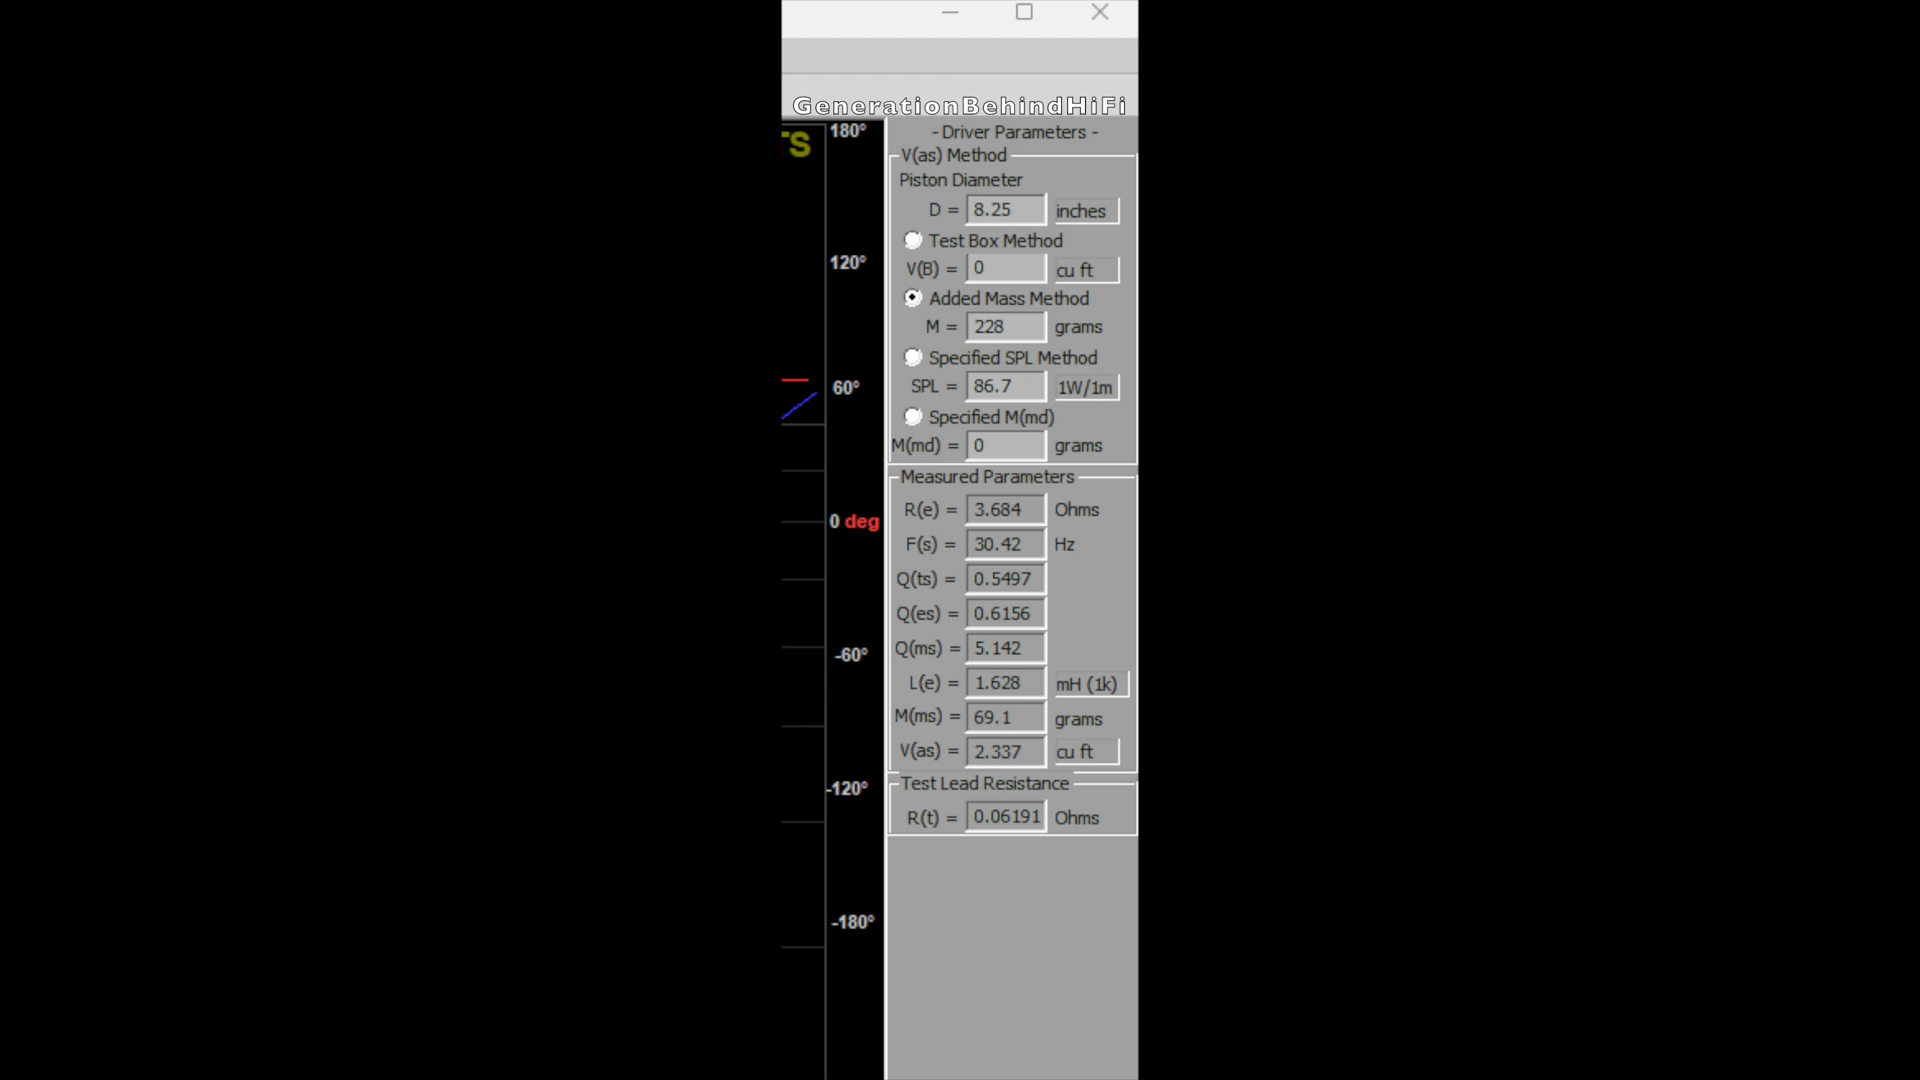 GenerationBehindHiFi
TS
180°
120°
60°
0 deg
-60°
-120°
-180°
- Driver Parameters -
V(as) Method
Piston Diameter
D = 8.25 inches
Test Box Method
V(B) = 0 cu ft
Added Mass Method
M = 228 grams
Specified SPL Method
SPL = 86.7 1W/1m
Specified M(md)
M(md) = 0 grams
Measured Parameters
R(e) = 3.684 Ohms
F(s) = 30.42 Hz
Q(ts) = 0.5497
Q(es) = 0.6156
Q(ms) = 5.142
L(e) = 1.628 mH (1k)
M(ms) = 69.1 grams
V(as) = 2.337 cu ft
Test Lead Resistance
R(t) = 0.06191 Ohms